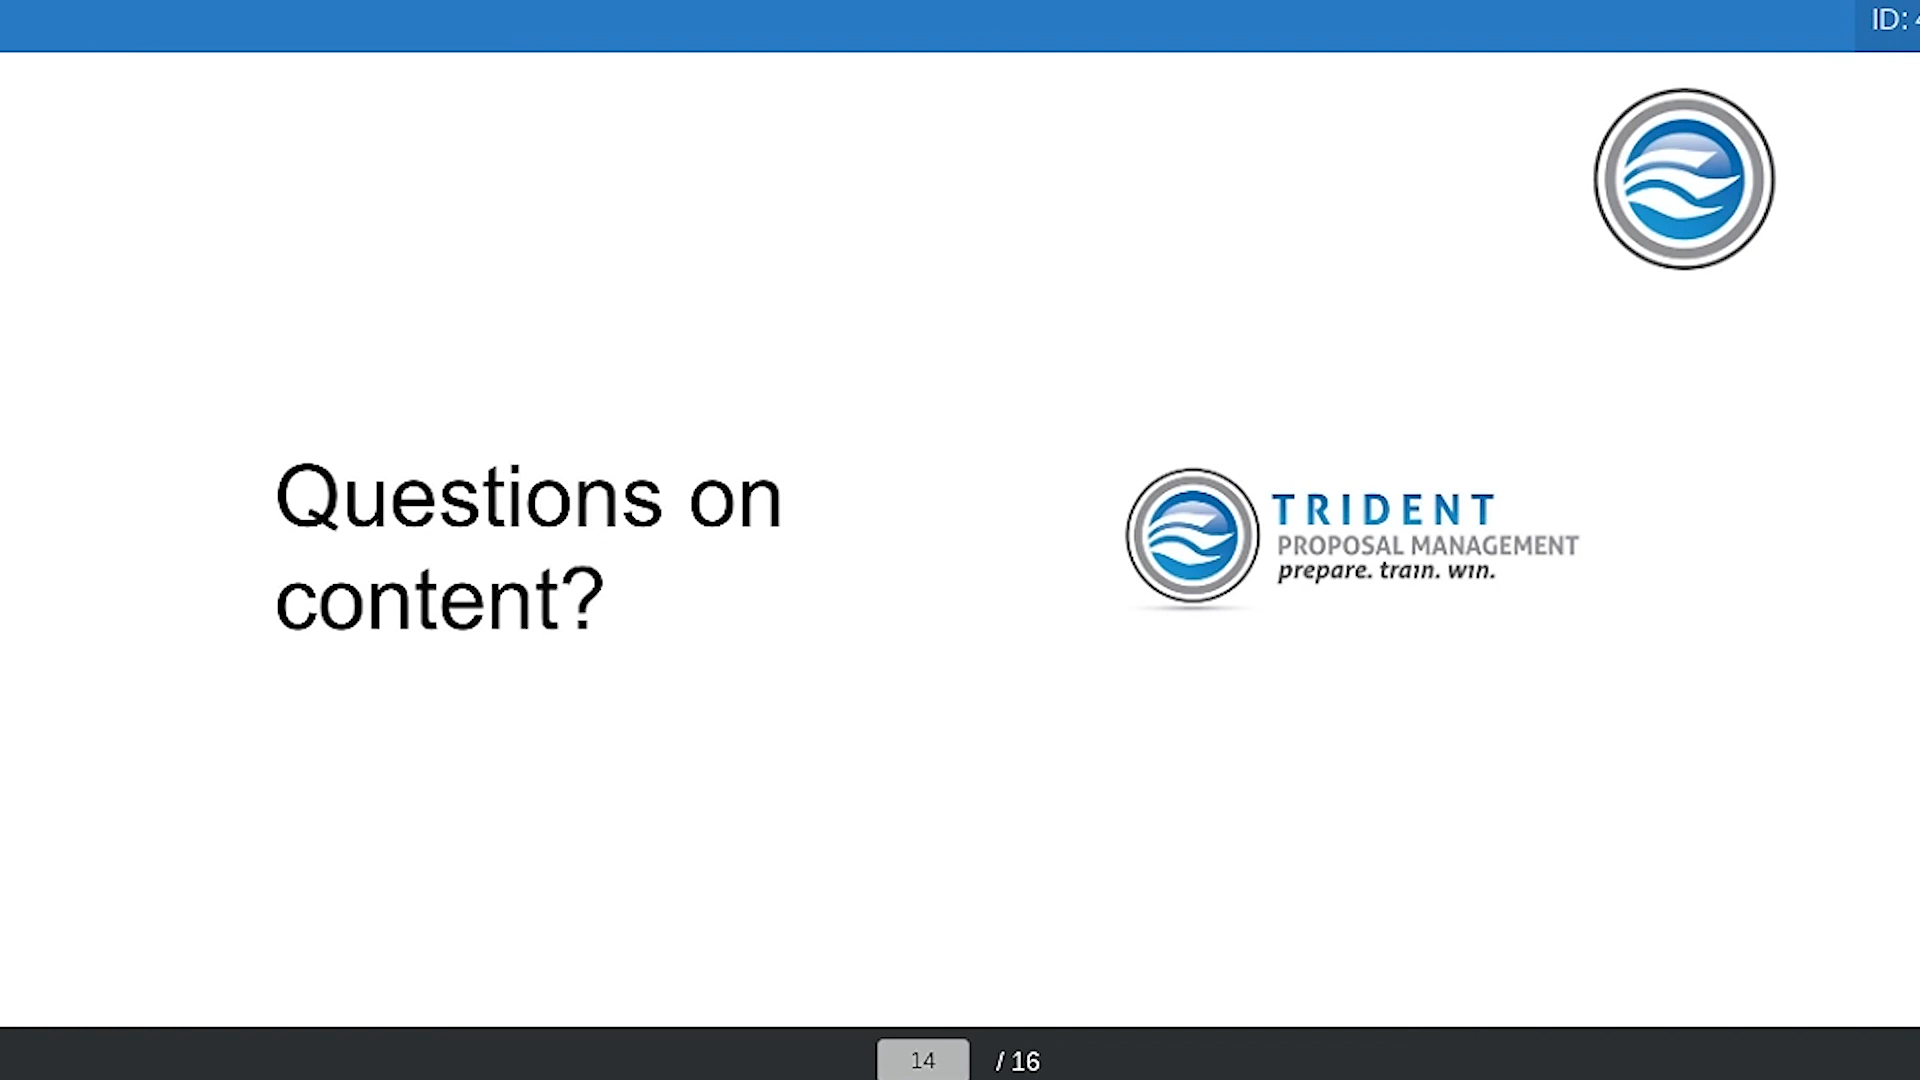 ID:
Questions on
content?
TRIDENT
PROPOSAL MANAGEMENT
prepare. train. win.
14 / 16